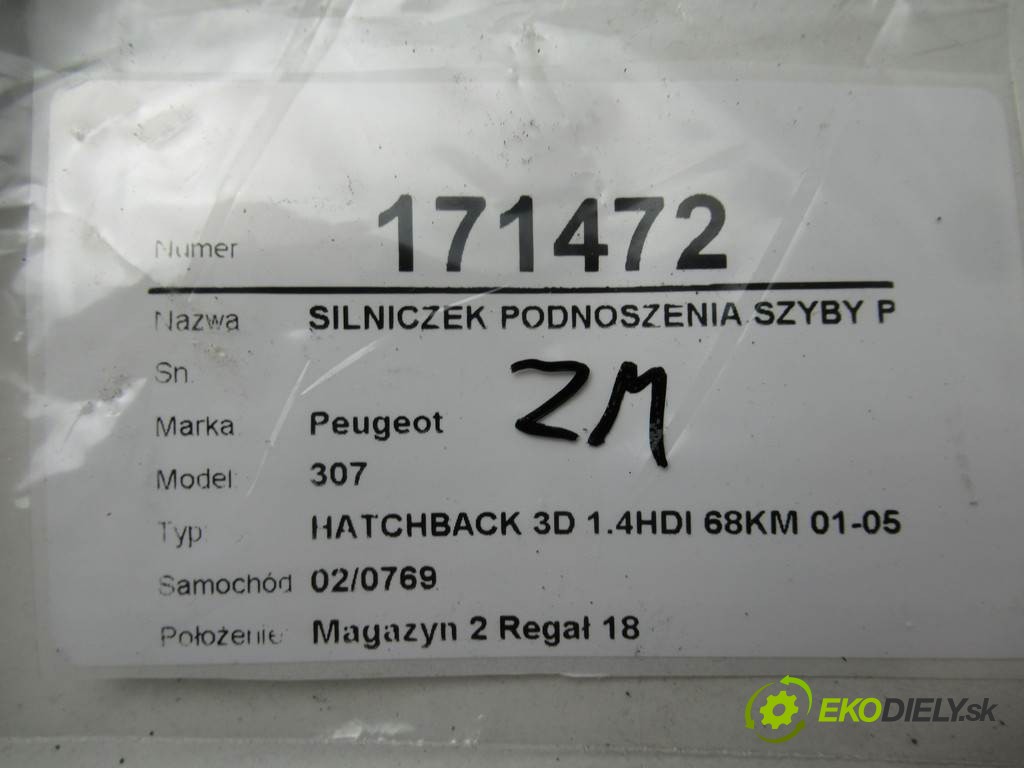 Numer 171472
Nazwa SILNICZEK PODNOSZENIA SZYBY P
Sn.
ZM
Marka Peugeot
Model: 307
Typ: HATCHBACK 3D 1.4HDI 68KM 01-05
Samochód 02/0769
Położenie: Magazyn 2 Regał 18
EKODIELY.sk